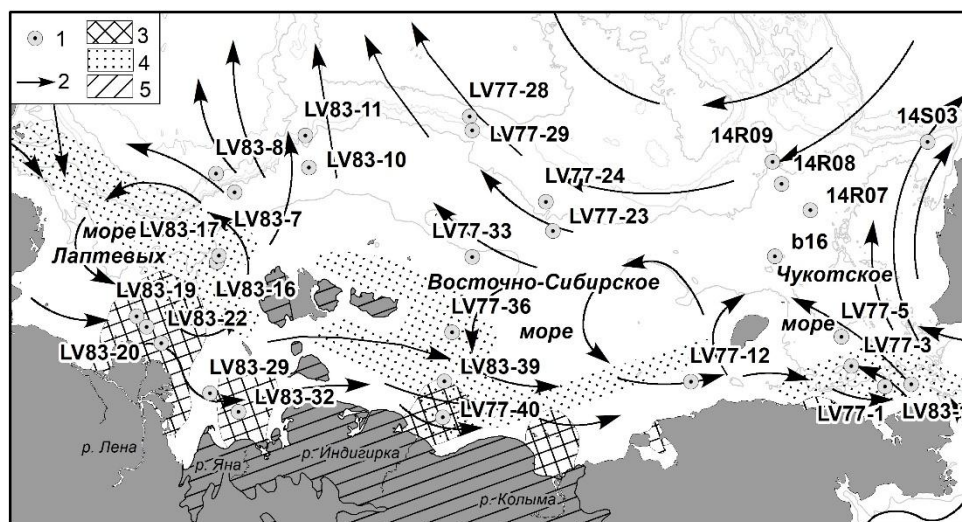 1
3
4
2
5
LV83-11
LV77-28
LV83-8
LV77-29
14R09
14S03
LV83-10
14R08
LV77-24
LV83-7
14R07
LV83-17
LV77-23
море
LV77-33
b16
Лаптевых
Восточно-Сибирское
Чукотское
LV83-19
LV83-16
LV77-36
море
море
LV77-5
LV83-22
LV77-3
LV83-20
LV83-29
LV83-39
LV77-12
LV83-32
LV77-40
LV77-1
р. Лена
р. Яна
р. Индигирка
р. Колыма